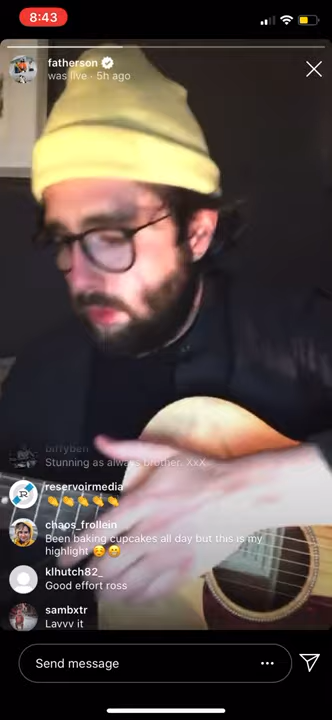 8:43
fatherson
was live · 5h ago
biffyben
Stunning as always brother. XxX
reservoirmedia
👏👏👏👏👏
chaos_frollein
Been baking cupcakes all day but this is my
highlight ☺️😁
klhutch82_
Good effort ross
sambxtr
Lavvv it
Send message